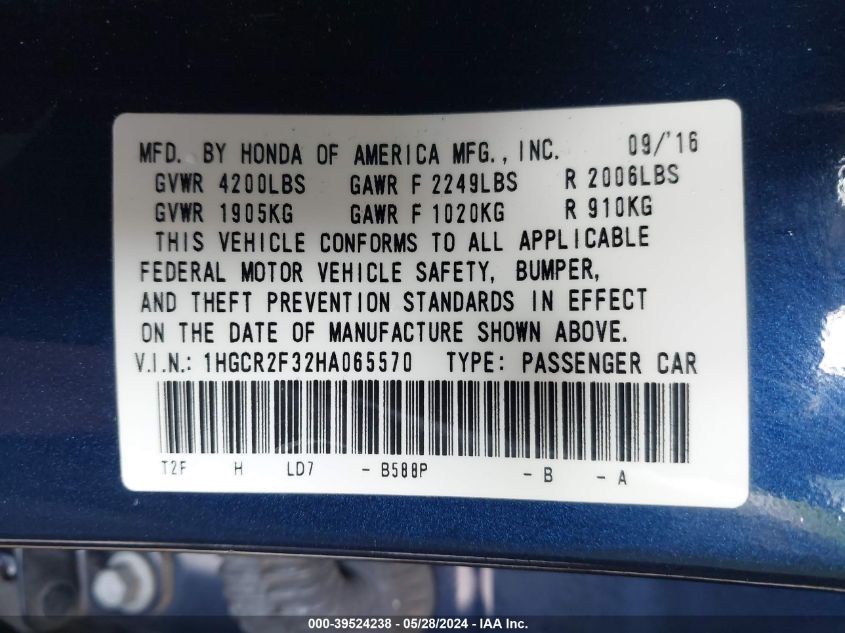 MFD. BY HONDA OF AMERICA MFG., INC. 09/'16
GVWR 4200LBS GAWR F 2249LBS R 2006LBS
GVWR 1905KG GAWR F 1020KG R 910KG
THIS VEHICLE CONFORMS TO ALL APPLICABLE
FEDERAL MOTOR VEHICLE SAFETY, BUMPER,
AND THEFT PREVENTION STANDARDS IN EFFECT
ON THE DATE OF MANUFACTURE SHOWN ABOVE.
V.I.N.: 1HGCR2F32HA065570 TYPE: PASSENGER CAR
T2F H LD7 - B588P - B - A
000-39524238 - 05/28/2024 - IAA Inc.